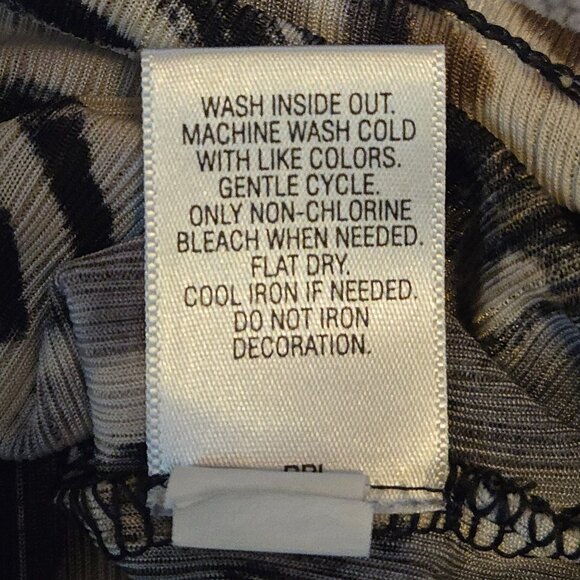 WASH INSIDE OUT.
MACHINE WASH COLD
WITH LIKE COLORS.
GENTLE CYCLE.
ONLY NON-CHLORINE
BLEACH WHEN NEEDED.
FLAT DRY.
COOL IRON IF NEEDED.
DO NOT IRON
DECORATION.